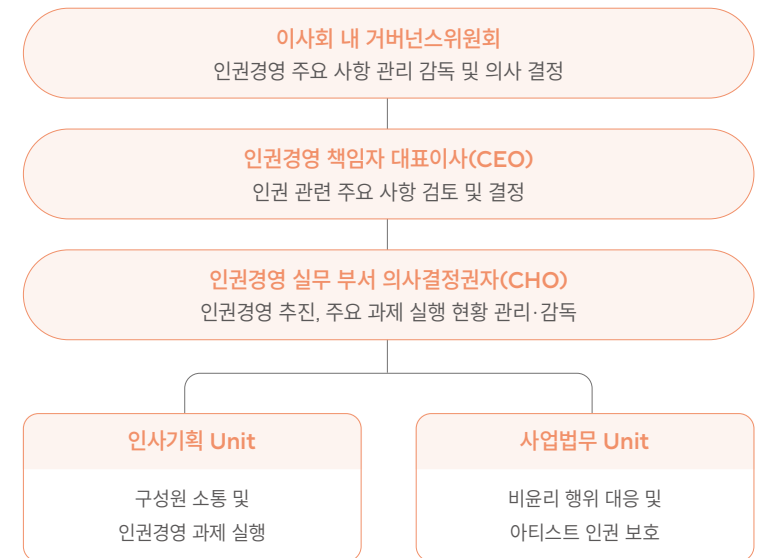 이사회 내 거버넌스위원회
인권경영 주요 사항 관리 감독 및 의사 결정
인권경영 책임자 대표이사(CEO)
인권 관련 주요 사항 검토 및 결정
인권경영 실무 부서 의사결정권자(CHO)
인권경영 추진, 주요 과제 실행 현황 관리·감독
인사기획 Unit
구성원 소통 및
인권경영 과제 실행
사업법무 Unit
비윤리 행위 대응 및
아티스트 인권 보호